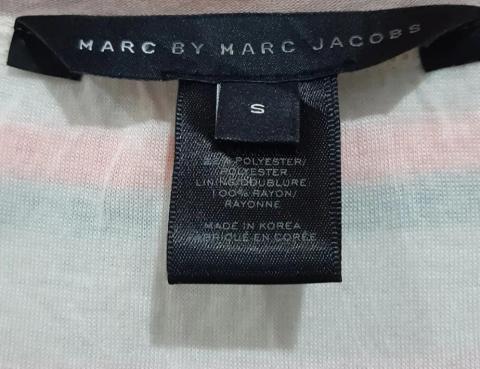 MARC BY MARC JACOBS
S
POLYESTER/
POLYESTER
LINING/DOUBLURE
100% RAYON/
RAYONNE
MADE IN KOREA
FABRIQUÉ EN CORÉE